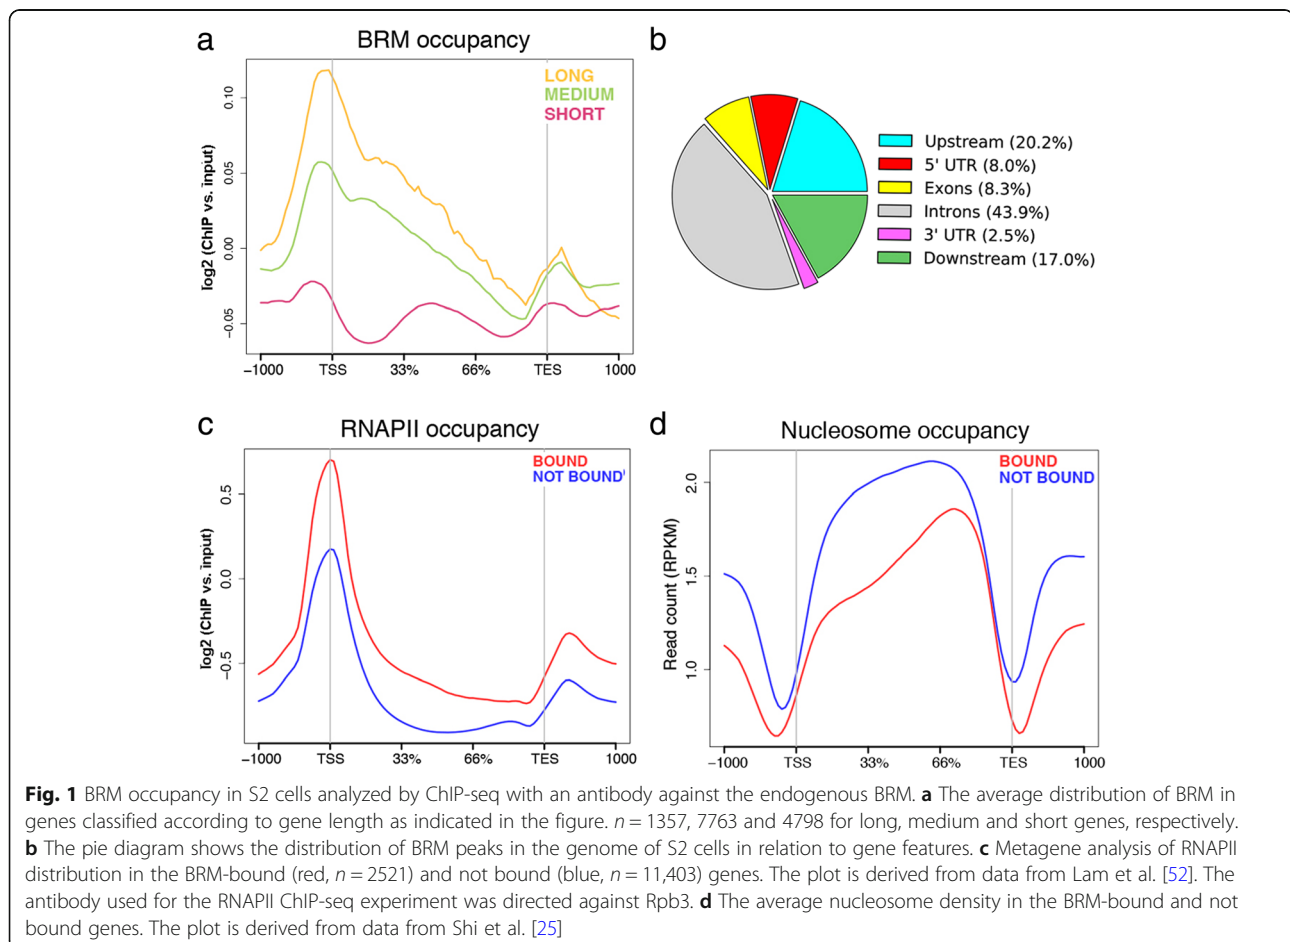 a
BRM occupancy
LONG
MEDIUM
SHORT
log2 (ChIP vs. input)
0.10
0.05
0.00
−0.05
−1000 TSS 33% 66% TES 1000
b
Upstream (20.2%)
5' UTR (8.0%)
Exons (8.3%)
Introns (43.9%)
3' UTR (2.5%)
Downstream (17.0%)
c
RNAPII occupancy
BOUND
NOT BOUND
log2 (ChIP vs. input)
0.5
0.0
−0.5
−1000 TSS 33% 66% TES 1000
d
Nucleosome occupancy
BOUND
NOT BOUND
Read count (RPKM)
2.0
1.5
1.0
−1000 TSS 33% 66% TES 1000
Fig. 1 BRM occupancy in S2 cells analyzed by ChIP-seq with an antibody against the endogenous BRM. a The average distribution of BRM in
genes classified according to gene length as indicated in the figure. n = 1357, 7763 and 4798 for long, medium and short genes, respectively.
b The pie diagram shows the distribution of BRM peaks in the genome of S2 cells in relation to gene features. c Metagene analysis of RNAPII
distribution in the BRM-bound (red, n = 2521) and not bound (blue, n = 11,403) genes. The plot is derived from data from Lam et al. [52]. The
antibody used for the RNAPII ChIP-seq experiment was directed against Rpb3. d The average nucleosome density in the BRM-bound and not
bound genes. The plot is derived from data from Shi et al. [25]